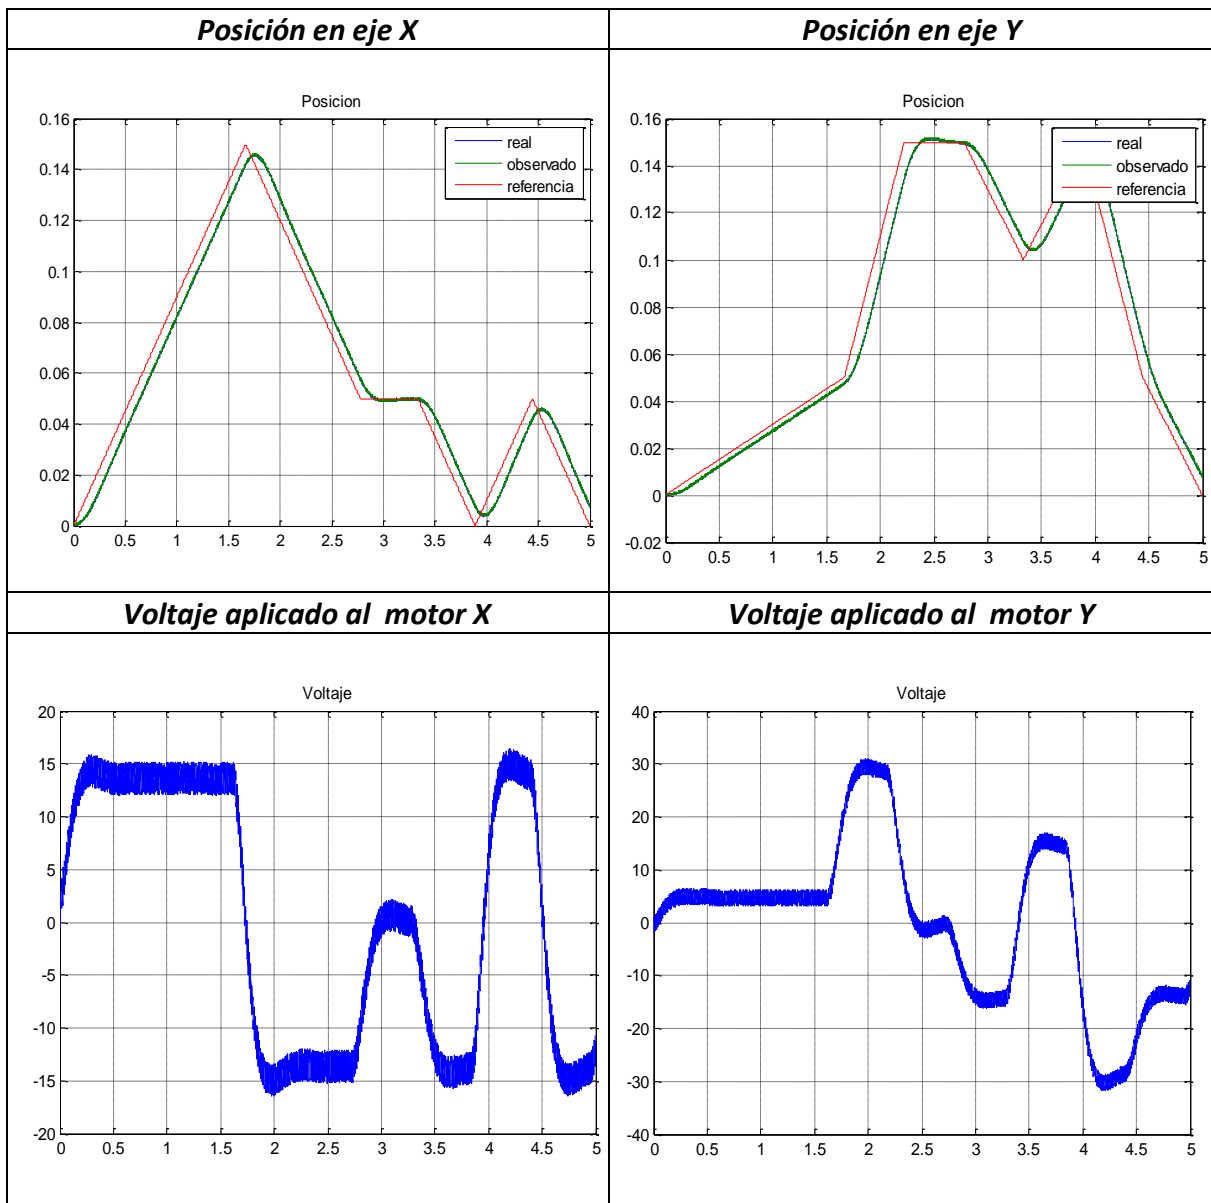 Posición en eje X
Posición en eje Y
Posicion
0.16
0.14
0.12
0.1
0.08
0.06
0.04
0.02
0
0 0.5 1 1.5 2 2.5 3 3.5 4 4.5 5
real
observado
referencia
Posicion
0.16
0.14
0.12
0.1
0.08
0.06
0.04
0.02
0
-0.02
0 0.5 1 1.5 2 2.5 3 3.5 4 4.5 5
real
observado
referencia
Voltaje aplicado al motor X
Voltaje aplicado al motor Y
Voltaje
20
15
10
5
0
-5
-10
-15
-20
0 0.5 1 1.5 2 2.5 3 3.5 4 4.5 5
Voltaje
40
30
20
10
0
-10
-20
-30
-40
0 0.5 1 1.5 2 2.5 3 3.5 4 4.5 5